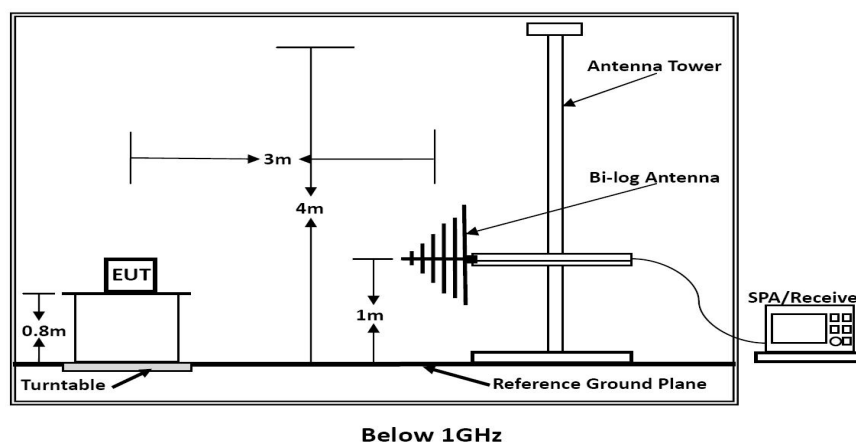 Antenna Tower
3m
Bi-log Antenna
4m
EUT
0.8m
1m
SPA/Receive
Turntable
Reference Ground Plane
Below 1GHz